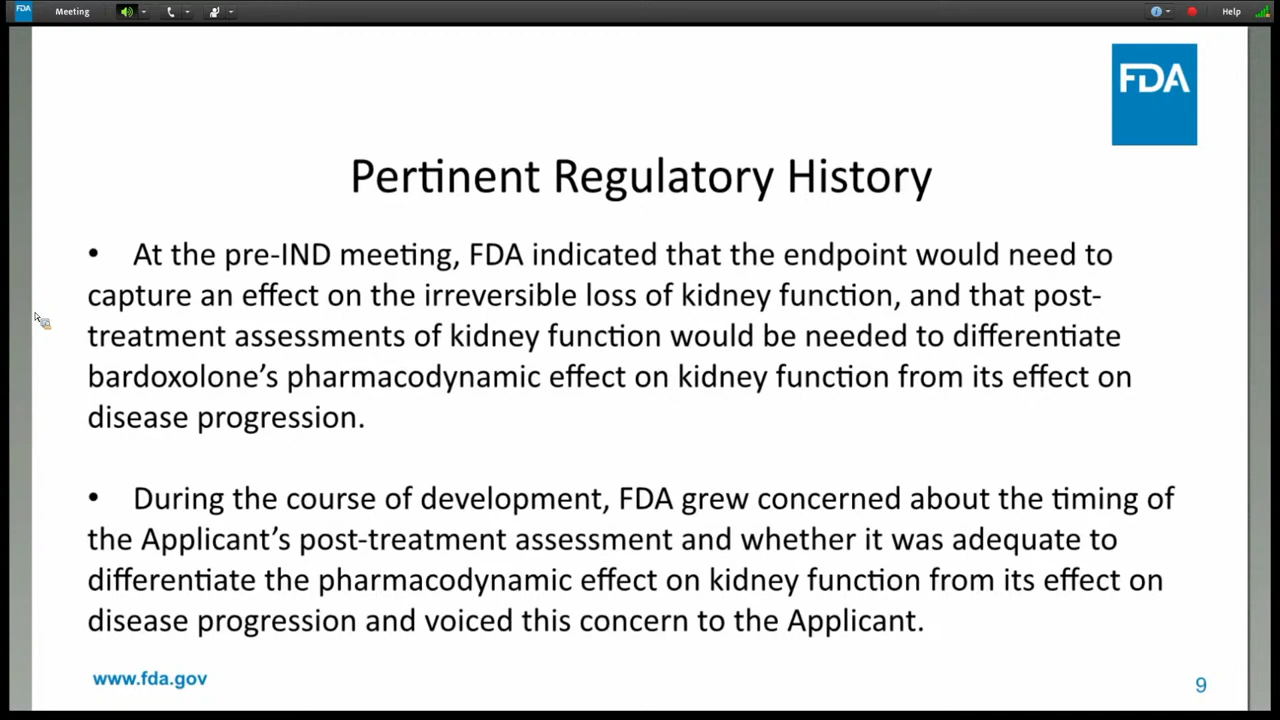 FDA
Meeting
Help
FDA
Pertinent Regulatory History
• At the pre-IND meeting, FDA indicated that the endpoint would need to
capture an effect on the irreversible loss of kidney function, and that post-
treatment assessments of kidney function would be needed to differentiate
bardoxolone’s pharmacodynamic effect on kidney function from its effect on
disease progression.
• During the course of development, FDA grew concerned about the timing of
the Applicant’s post-treatment assessment and whether it was adequate to
differentiate the pharmacodynamic effect on kidney function from its effect on
disease progression and voiced this concern to the Applicant.
www.fda.gov
9